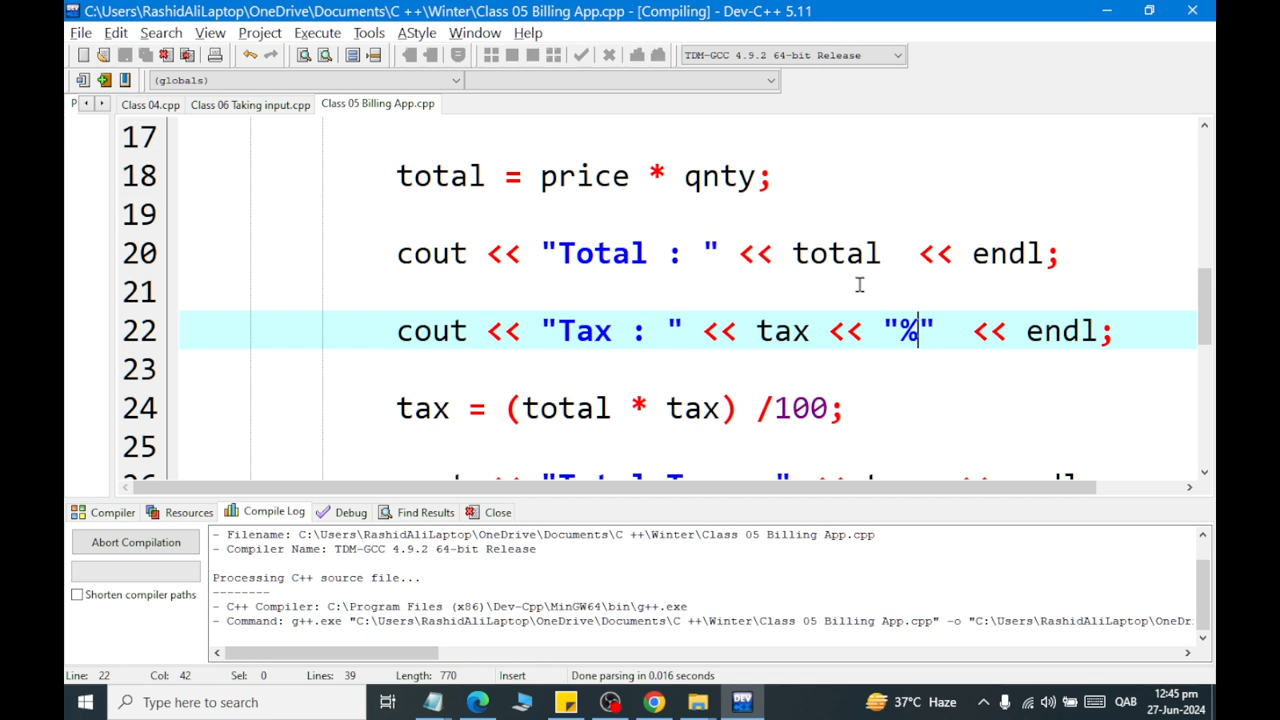 C:\Users\RashidAliLaptop\OneDrive\Documents\C ++\Winter\Class 05 Billing App.cpp - [Compiling] - Dev-C++ 5.11
File Edit Search View Project Execute Tools AStyle Window Help
TDM-GCC 4.9.2 64-bit Release
(globals)
P Class 04.cpp Class 06 Taking input.cpp Class 05 Billing App.cpp
17
18 total = price * qnty;
19
20 cout << "Total : " << total  << endl;
21
22 cout << "Tax : " << tax << "%"  << endl;
23
24 tax = (total * tax) /100;
25
Compiler Resources Compile Log Debug Find Results Close
Abort Compilation
Shorten compiler paths
- Filename: C:\Users\RashidAliLaptop\OneDrive\Documents\C ++\Winter\Class 05 Billing App.cpp
- Compiler Name: TDM-GCC 4.9.2 64-bit Release
Processing C++ source file...
--------
- C++ Compiler: C:\Program Files (x86)\Dev-Cpp\MinGW64\bin\g++.exe
- Command: g++.exe "C:\Users\RashidAliLaptop\OneDrive\Documents\C ++\Winter\Class 05 Billing App.cpp" -o "C:\Users\RashidAliLaptop\OneDr
Line: 22 Col: 42 Sel: 0 Lines: 39 Length: 770 Insert Done parsing in 0.016 seconds
Type here to search
37°C Haze
QAB
12:45 pm
27-Jun-2024